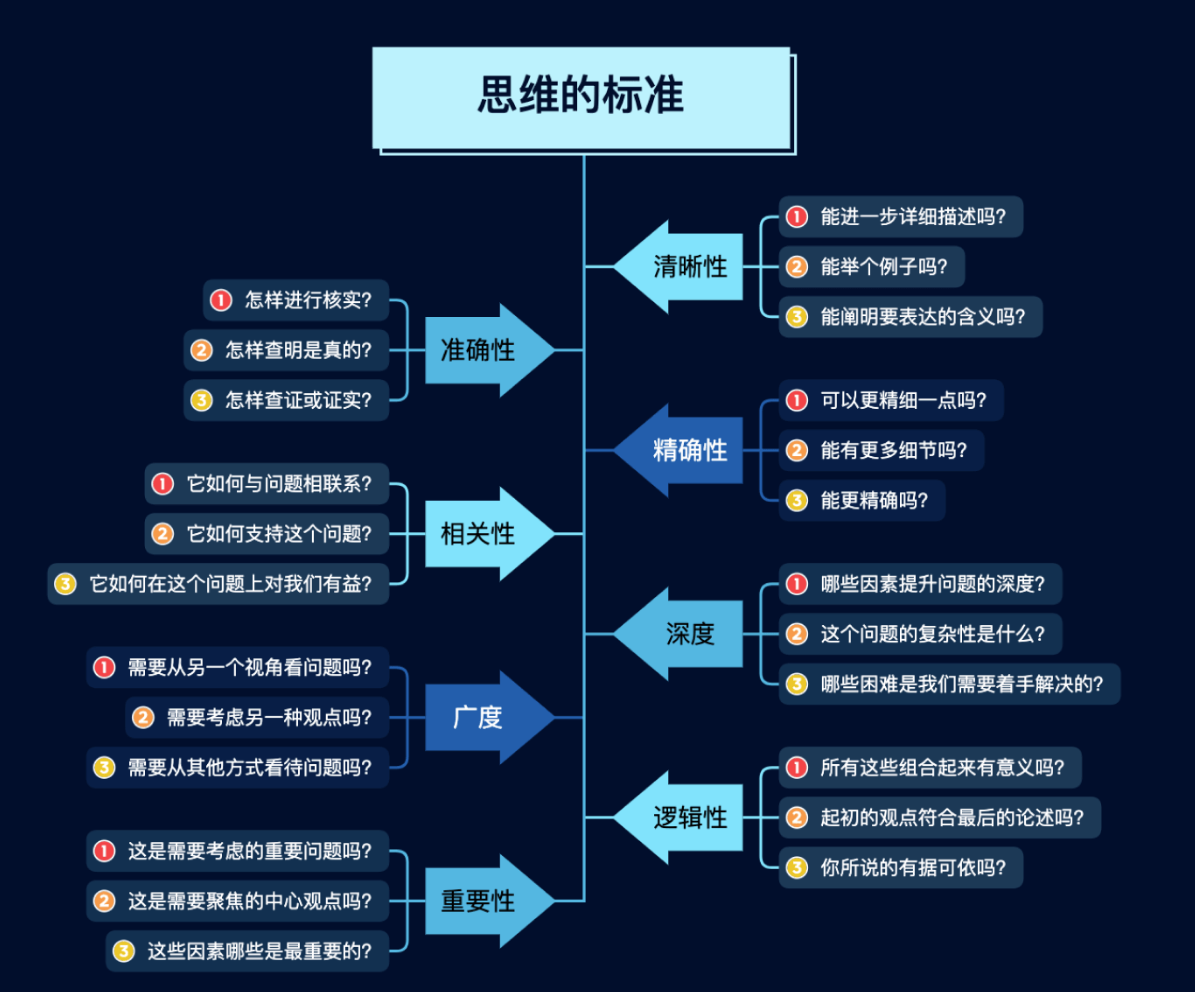 思维的标准
清晰性
1 能进一步详细描述吗?
2 能举个例子吗?
3 能阐明要表达的含义吗?
准确性
1 怎样进行核实?
2 怎样查明是真的?
3 怎样查证或证实?
精确性
1 可以更精细一点吗?
2 能有更多细节吗?
3 能更精确吗?
相关性
1 它如何与问题相联系?
2 它如何支持这个问题?
3 它如何在这个问题上对我们有益?
深度
1 哪些因素提升问题的深度?
2 这个问题的复杂性是什么?
3 哪些困难是我们需要着手解决的?
广度
1 需要从另一个视角看问题吗?
2 需要考虑另一种观点吗?
3 需要从其他方式看待问题吗?
逻辑性
1 所有这些组合起来有意义吗?
2 起初的观点符合最后的论述吗?
3 你所说的有据可依吗?
重要性
1 这是需要考虑的重要问题吗?
2 这是需要聚焦的中心观点吗?
3 这些因素哪些是最重要的?